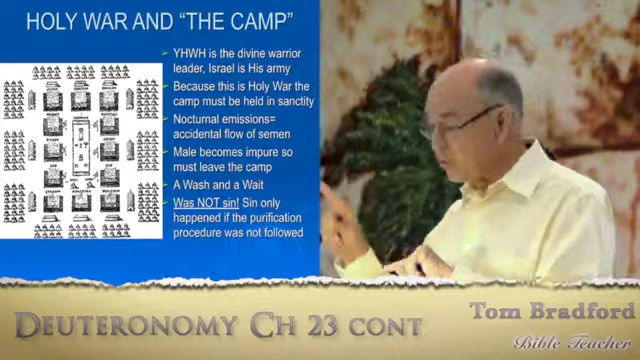 HOLY WAR AND “THE CAMP”
➢ YHWH is the divine warrior
leader, Israel is His army
➢ Because this is Holy War the
camp must be held in sanctity
➢ Nocturnal emissions=
accidental flow of semen
➢ Male becomes impure so
must leave the camp
➢ A Wash and a Wait
➢ Was NOT sin! Sin only
happened if the purification
procedure was not followed
Tom Bradford
DEUTERONOMY CH 23 CONT
Bible Teacher